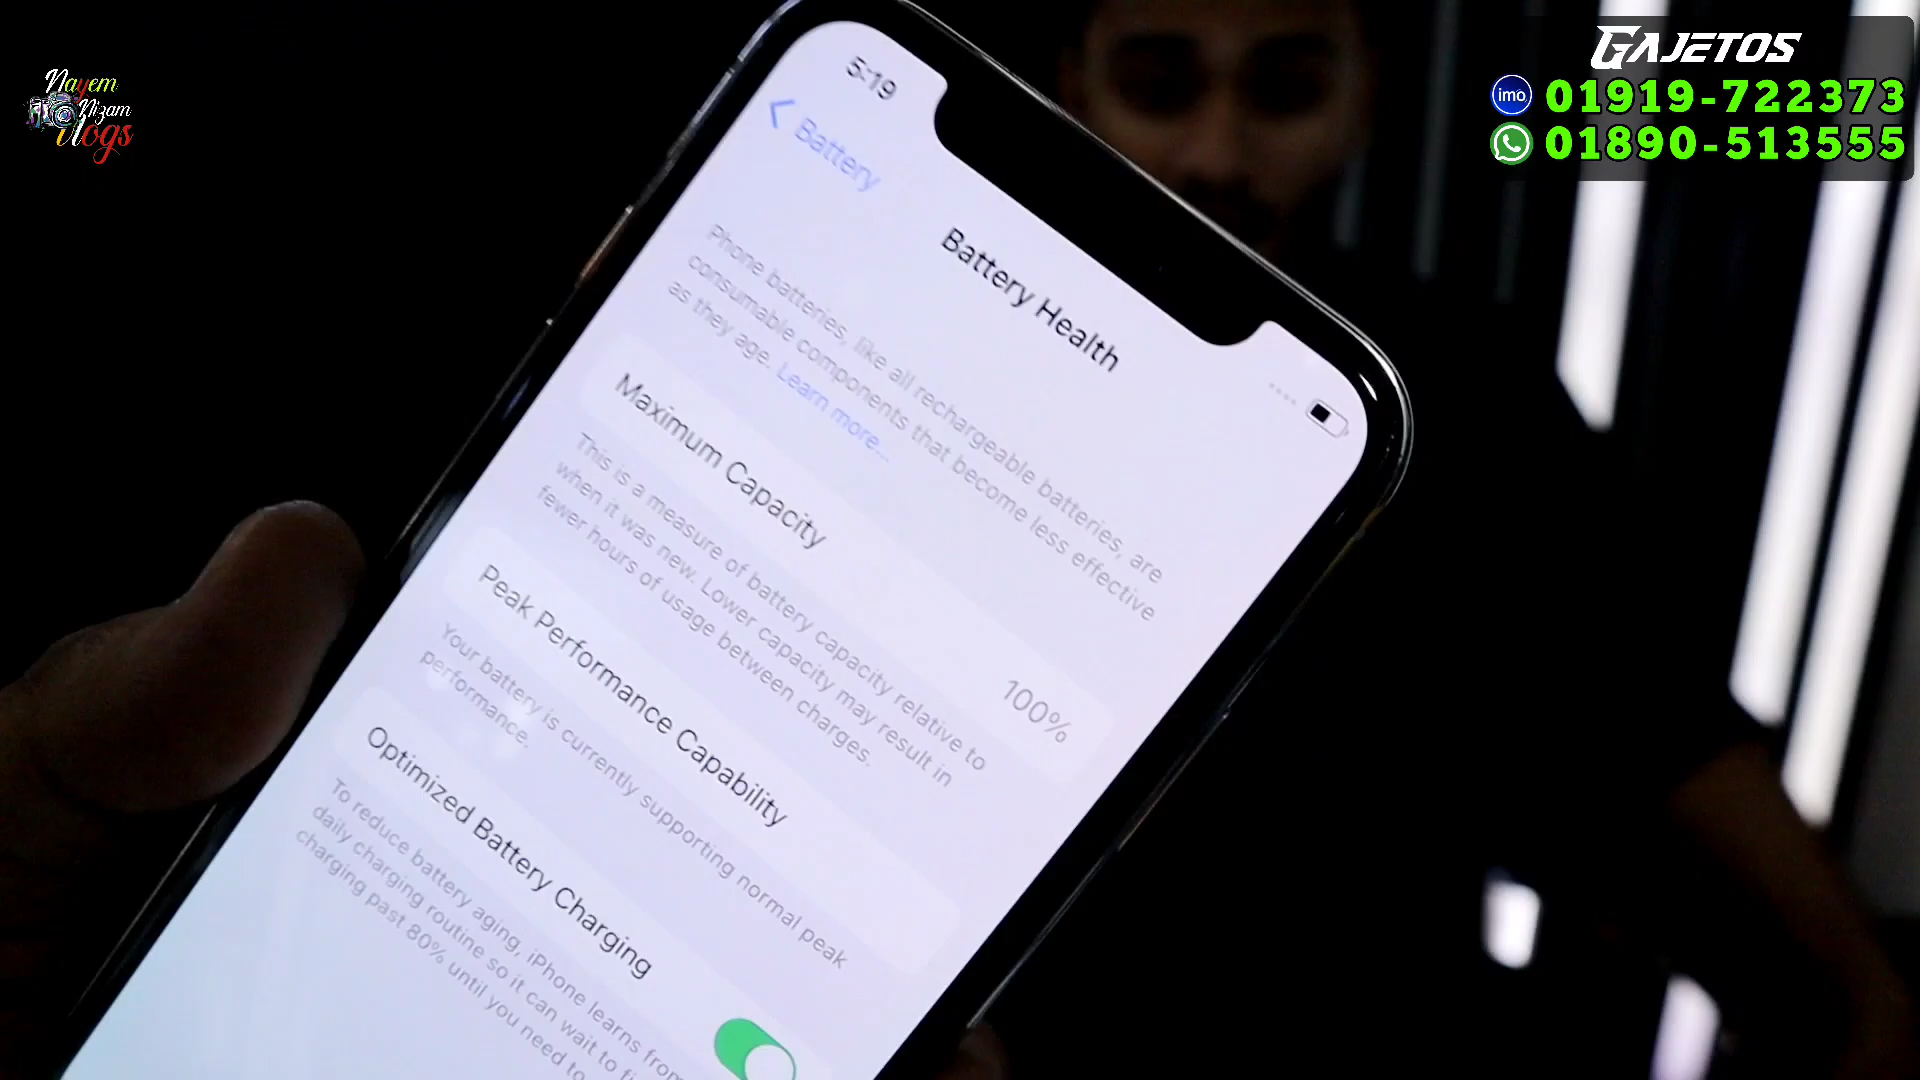 Nayem
Nizam
Vlogs
GAJETOS
imo 01919-722373
01890-513555
5:19
Battery
Battery Health
Phone batteries, like all rechargeable batteries, are
consumable components that become less effective
as they age. Learn more...
Maximum Capacity 100%
This is a measure of battery capacity relative to
when it was new. Lower capacity may result in
fewer hours of usage between charges.
Peak Performance Capability
Your battery is currently supporting normal peak
performance.
Optimized Battery Charging
To reduce battery aging, iPhone learns from
daily charging routine so it can wait to
charging past 80% until you need to